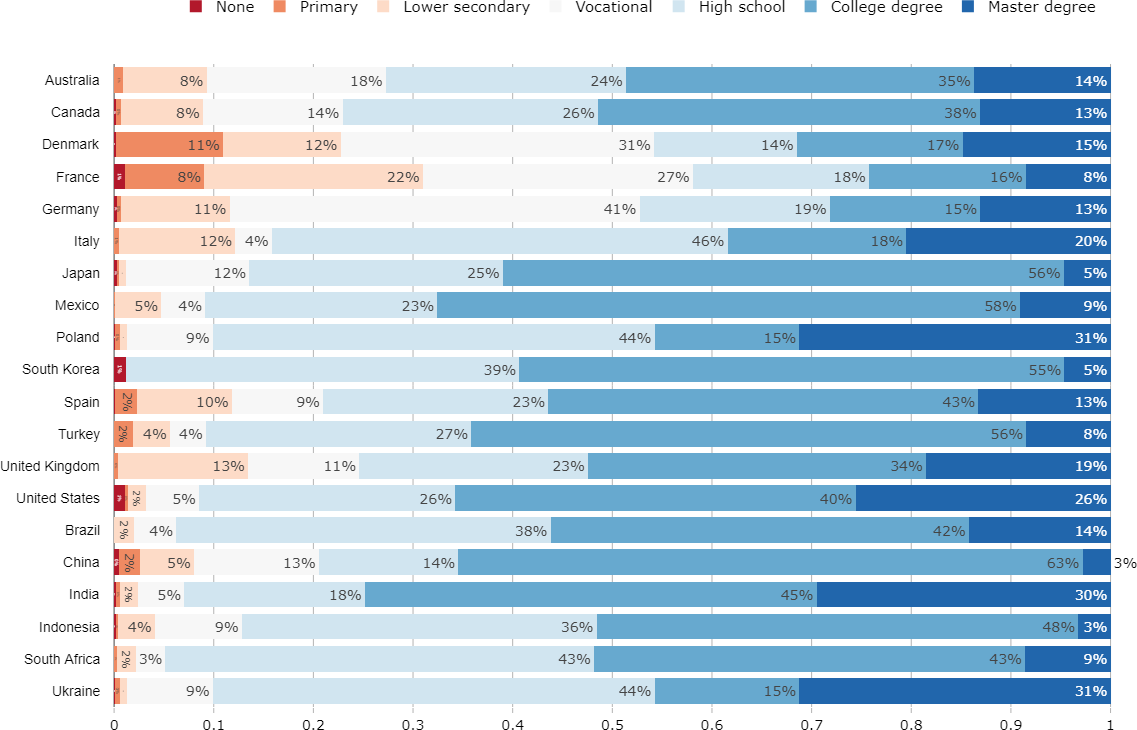 None Primary Lower secondary Vocational High school College degree Master degree
Australia 8% 18% 24% 35% 14%
Canada 8% 14% 26% 38% 13%
Denmark 11% 12% 31% 14% 17% 15%
France 1% 8% 22% 27% 18% 16% 8%
Germany 11% 41% 19% 15% 13%
Italy 12% 4% 46% 18% 20%
Japan 12% 25% 56% 5%
Mexico 5% 4% 23% 58% 9%
Poland 9% 44% 15% 31%
South Korea 1% 39% 55% 5%
Spain 2% 10% 9% 23% 43% 13%
Turkey 2% 4% 4% 27% 56% 8%
United Kingdom 13% 11% 23% 34% 19%
United States 1% 2% 5% 26% 40% 26%
Brazil 2% 4% 38% 42% 14%
China 2% 5% 13% 14% 63% 3%
India 2% 5% 18% 45% 30%
Indonesia 4% 9% 36% 48% 3%
South Africa 2% 3% 43% 43% 9%
Ukraine 9% 44% 15% 31%
0 0.1 0.2 0.3 0.4 0.5 0.6 0.7 0.8 0.9 1